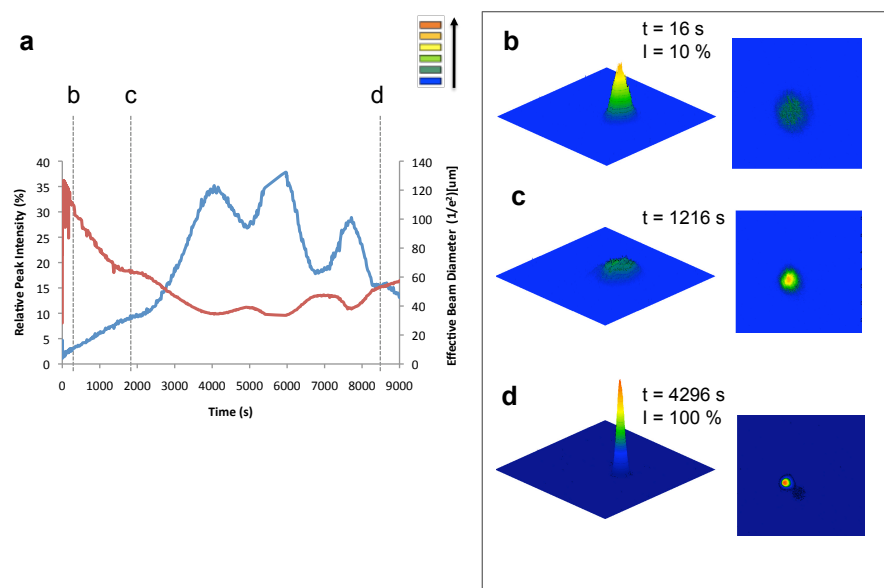 a
b c d
40
35
30
25
20
15
10
5
0
Relative Peak Intensity (%)
140
120
100
80
60
40
20
0
Effective Beam Diameter (1/e²)[um]
0 1000 2000 3000 4000 5000 6000 7000 8000 9000
Time (s)
b
t = 16 s
I = 10 %
c
t = 1216 s
d
t = 4296 s
I = 100 %